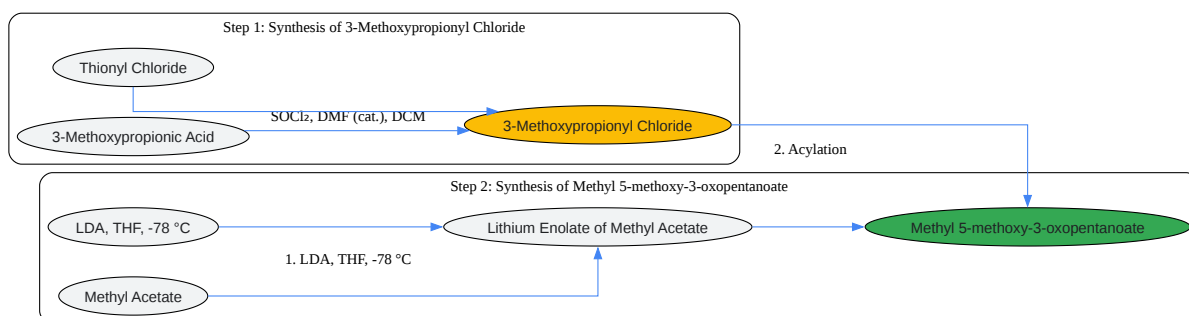 Step 1: Synthesis of 3-Methoxypropionyl Chloride
Thionyl Chloride
SOCl₂, DMF (cat.), DCM
3-Methoxypropionic Acid
3-Methoxypropionyl Chloride
2. Acylation
Step 2: Synthesis of Methyl 5-methoxy-3-oxopentanoate
LDA, THF, -78 °C
Lithium Enolate of Methyl Acetate
Methyl 5-methoxy-3-oxopentanoate
1. LDA, THF, -78 °C
Methyl Acetate